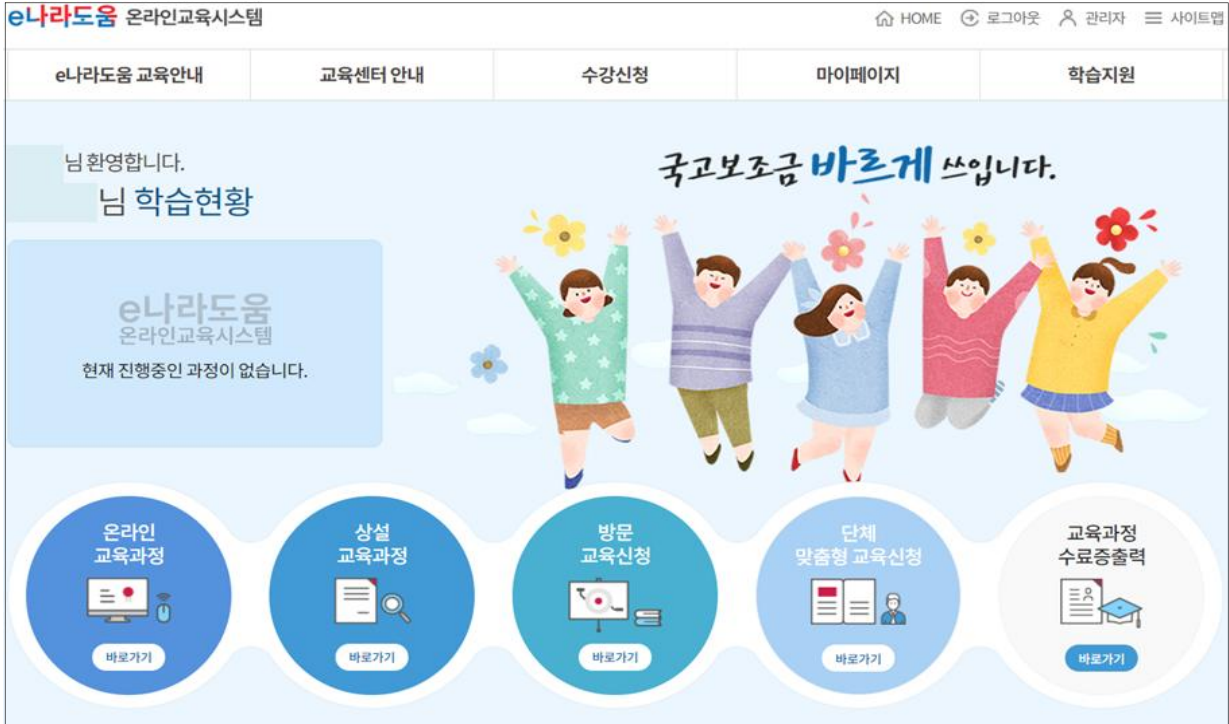 e나라도움 온라인교육시스템
HOME 로그아웃 관리자 사이트맵
e나라도움 교육안내 교육센터 안내 수강신청 마이페이지 학습지원
님 환영합니다.
님 학습현황
국고보조금 바르게 쓰입니다.
e나라도움
온라인교육시스템
현재 진행중인 과정이 없습니다.
온라인
교육과정
바로가기
상설
교육과정
바로가기
방문
교육신청
바로가기
단체
맞춤형 교육신청
바로가기
교육과정
수료증출력
바로가기